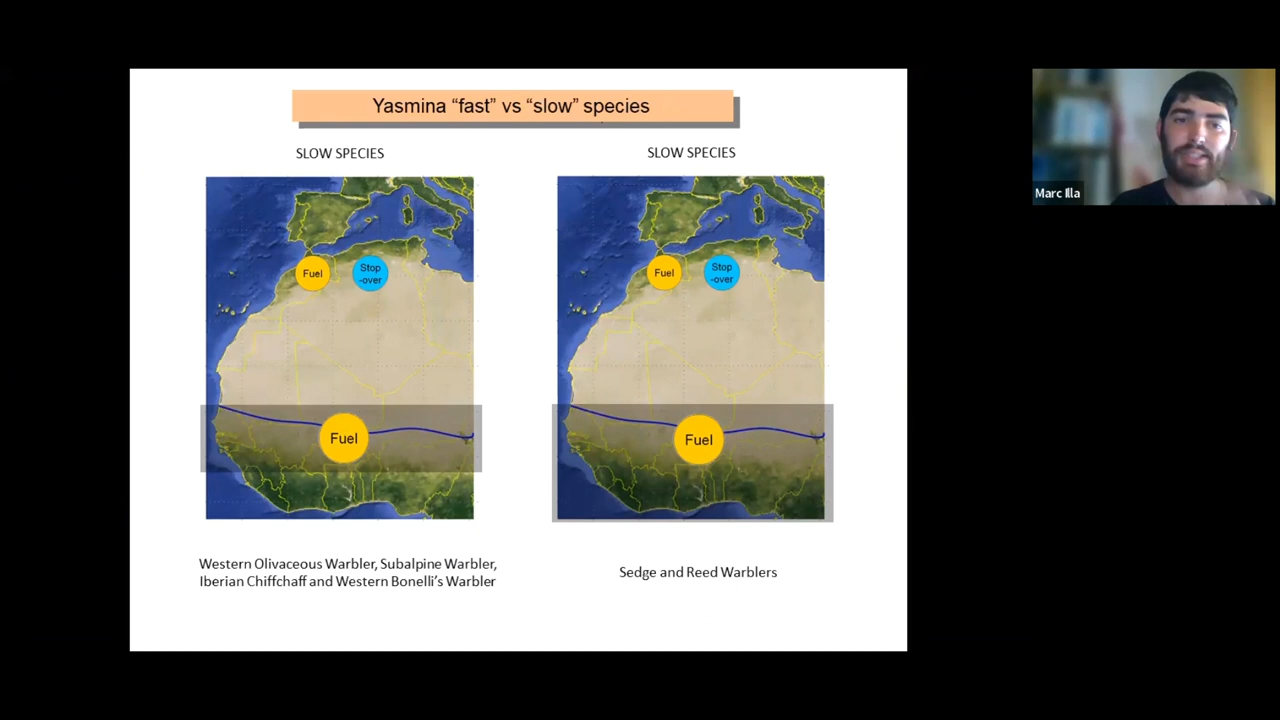 Yasmina “fast” vs “slow” species
SLOW SPECIES
SLOW SPECIES
Fuel
Stop
-over
Fuel
Fuel
Stop
-over
Fuel
Western Olivaceous Warbler, Subalpine Warbler,
Iberian Chiffchaff and Western Bonelli’s Warbler
Sedge and Reed Warblers
Marc Illa